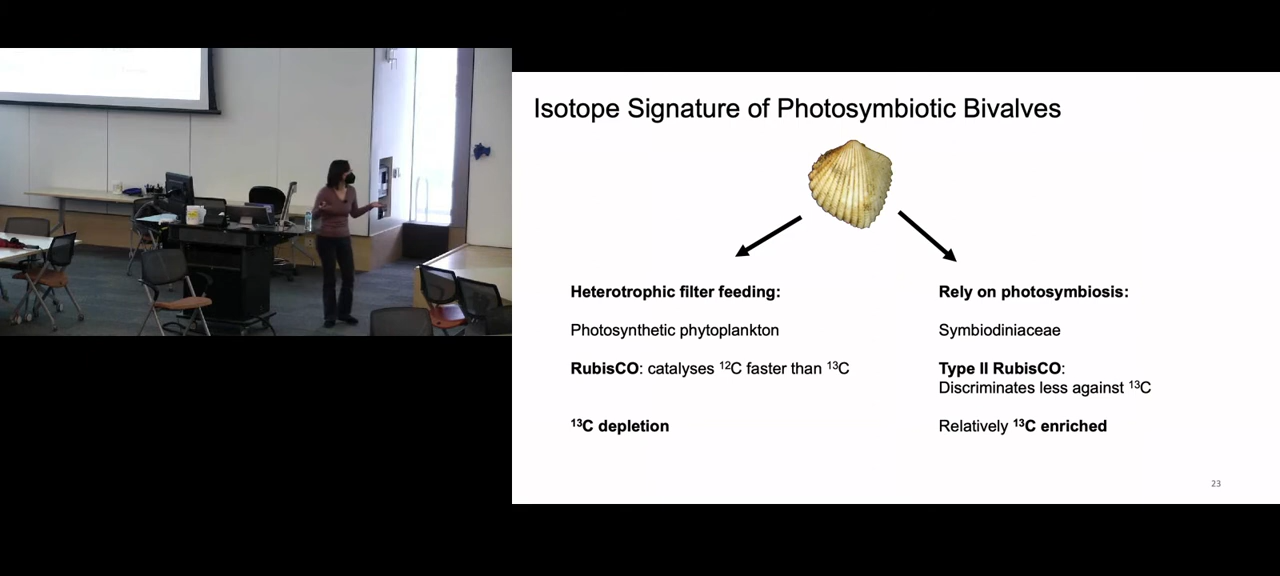 Isotope Signature of Photosymbiotic Bivalves
Heterotrophic filter feeding:
Photosynthetic phytoplankton
RubisCO: catalyses ¹²C faster than ¹³C
¹³C depletion
Rely on photosymbiosis:
Symbiodiniaceae
Type II RubisCO:
Discriminates less against ¹³C
Relatively ¹³C enriched
23